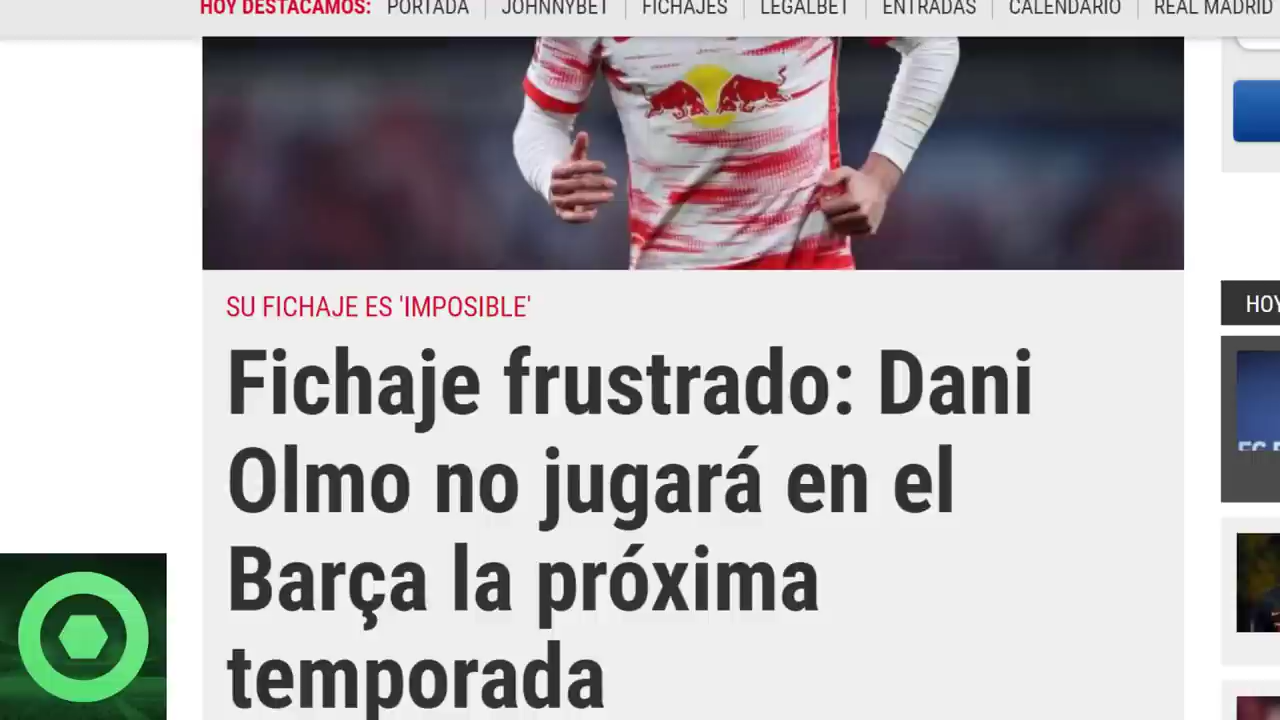 HOY DESTACAMOS: PORTADA JOHNNYBET FICHAJES LEGALBET ENTRADAS CALENDARIO REAL MADRID
SU FICHAJE ES 'IMPOSIBLE'
Fichaje frustrado: Dani
Olmo no jugará en el
Barça la próxima
temporada
HOY